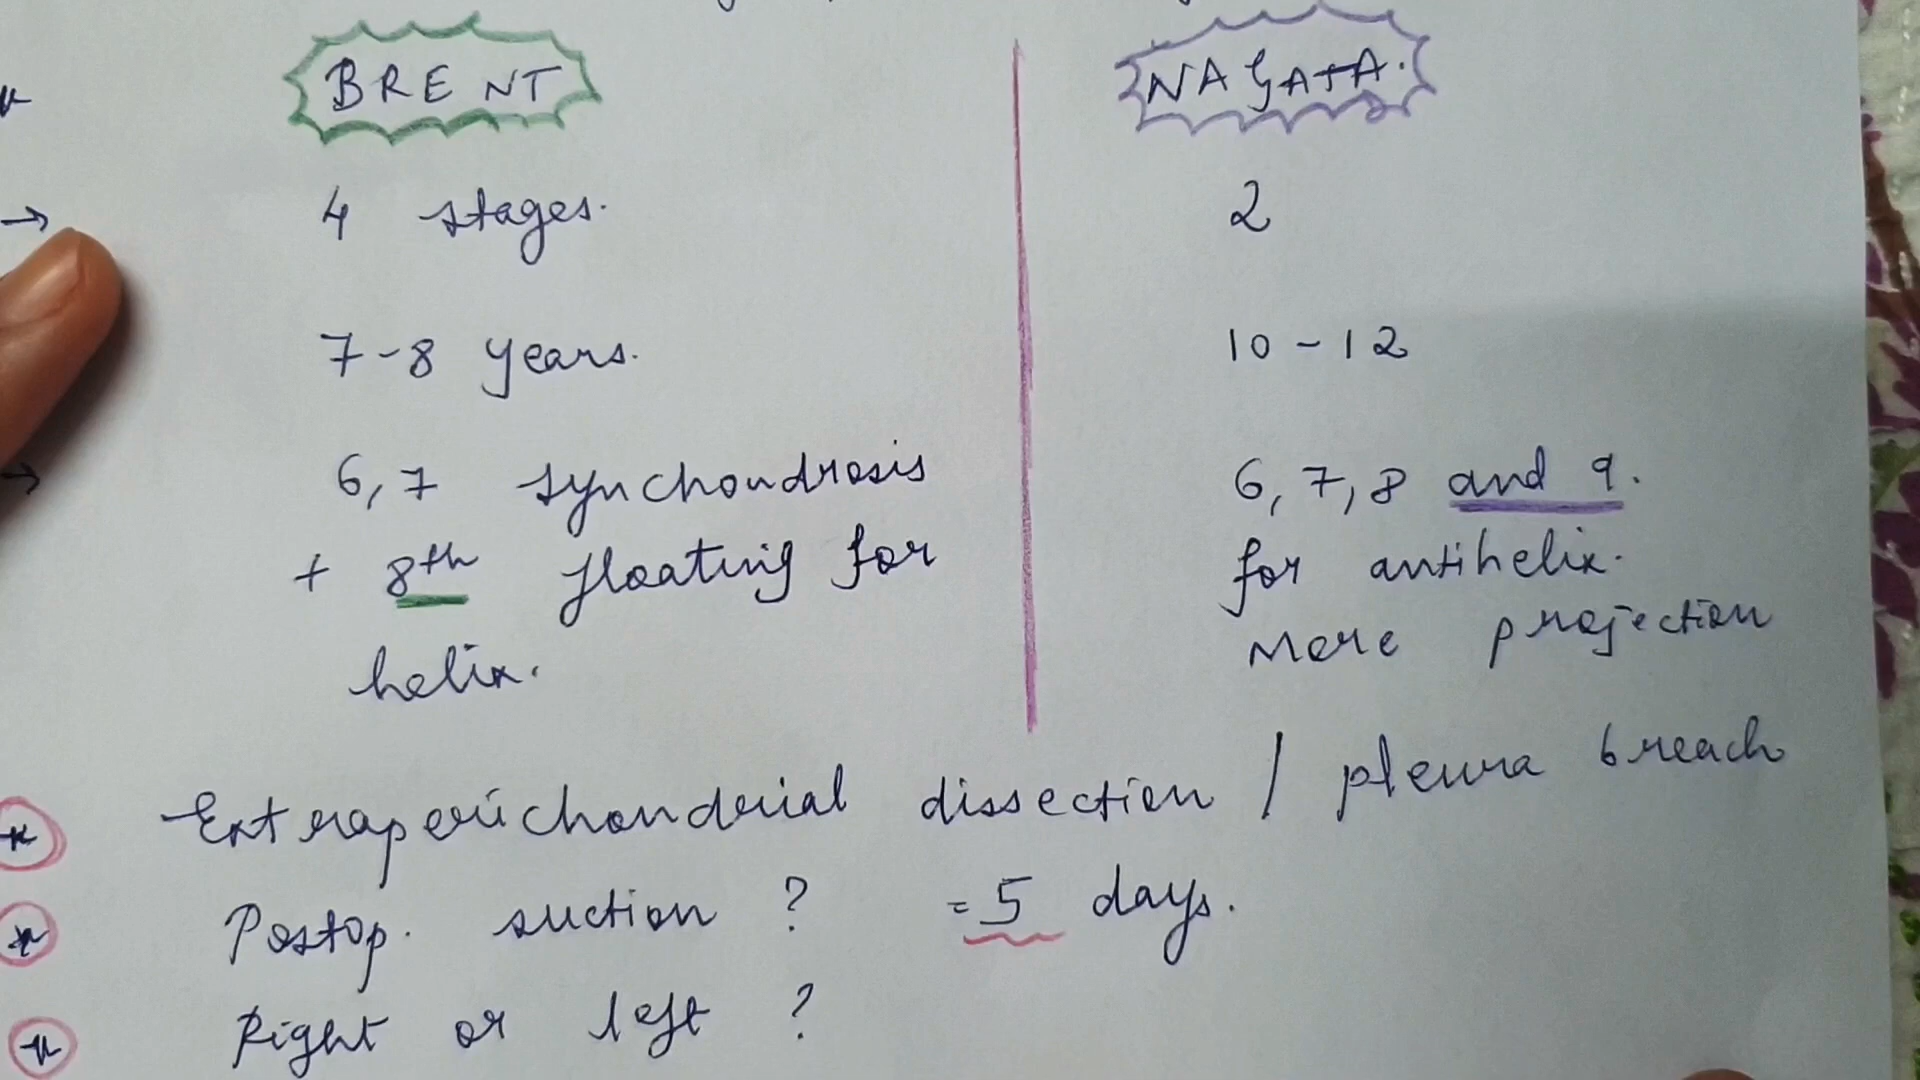 BRENT
NAGATA.
4 stages.
2
7-8 years.
10-12
6,7 synchondrosis
6, 7, 8 and 9.
+ 8th floating for
for antihelix.
helix.
More projection
Extraperichondrial dissection / pleura breach
Postop. suction ? = 5 days.
Right or left ?